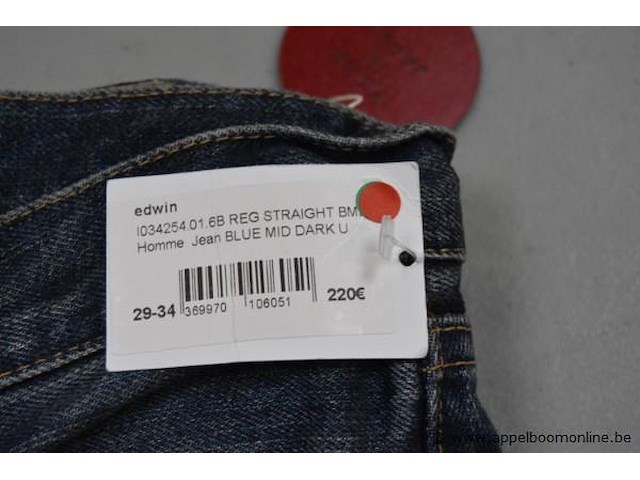 edwin
I034254.01.6B REG STRAIGHT BM
Homme Jean BLUE MID DARK U
29-34 369970 106051 220€
www.appelboomonline.be